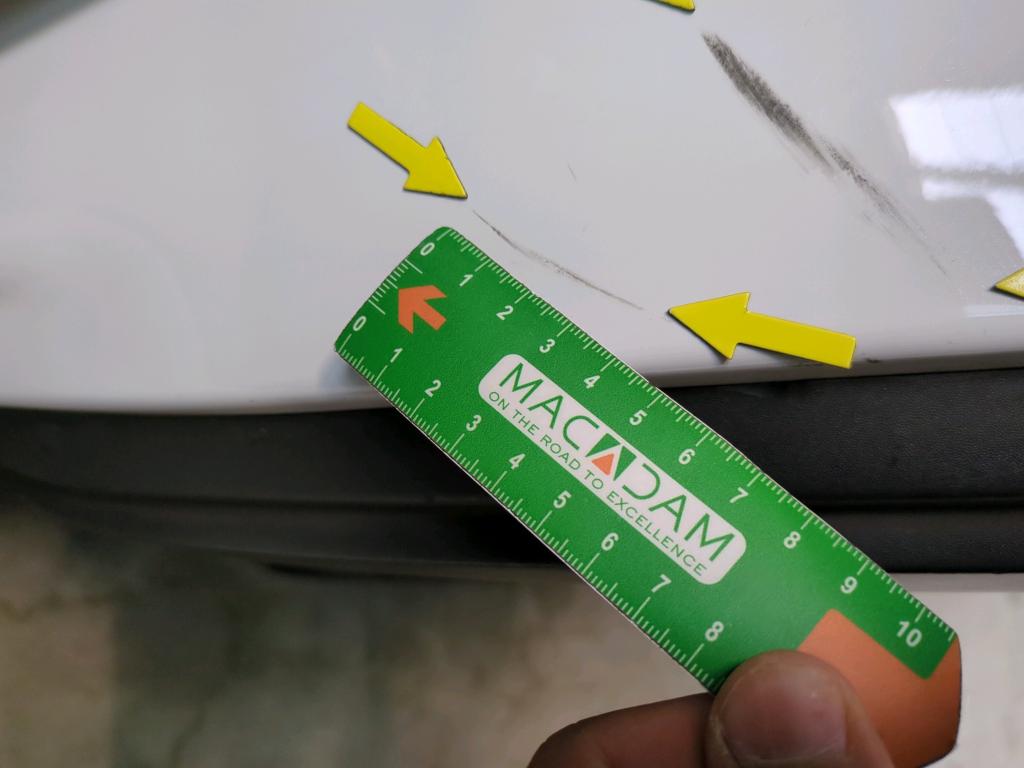 0 1 2 3 4 5 6 7 8 9 10
MACADAM
ON THE ROAD TO EXCELLENCE
0 1 2 3 4 5 6 7 8